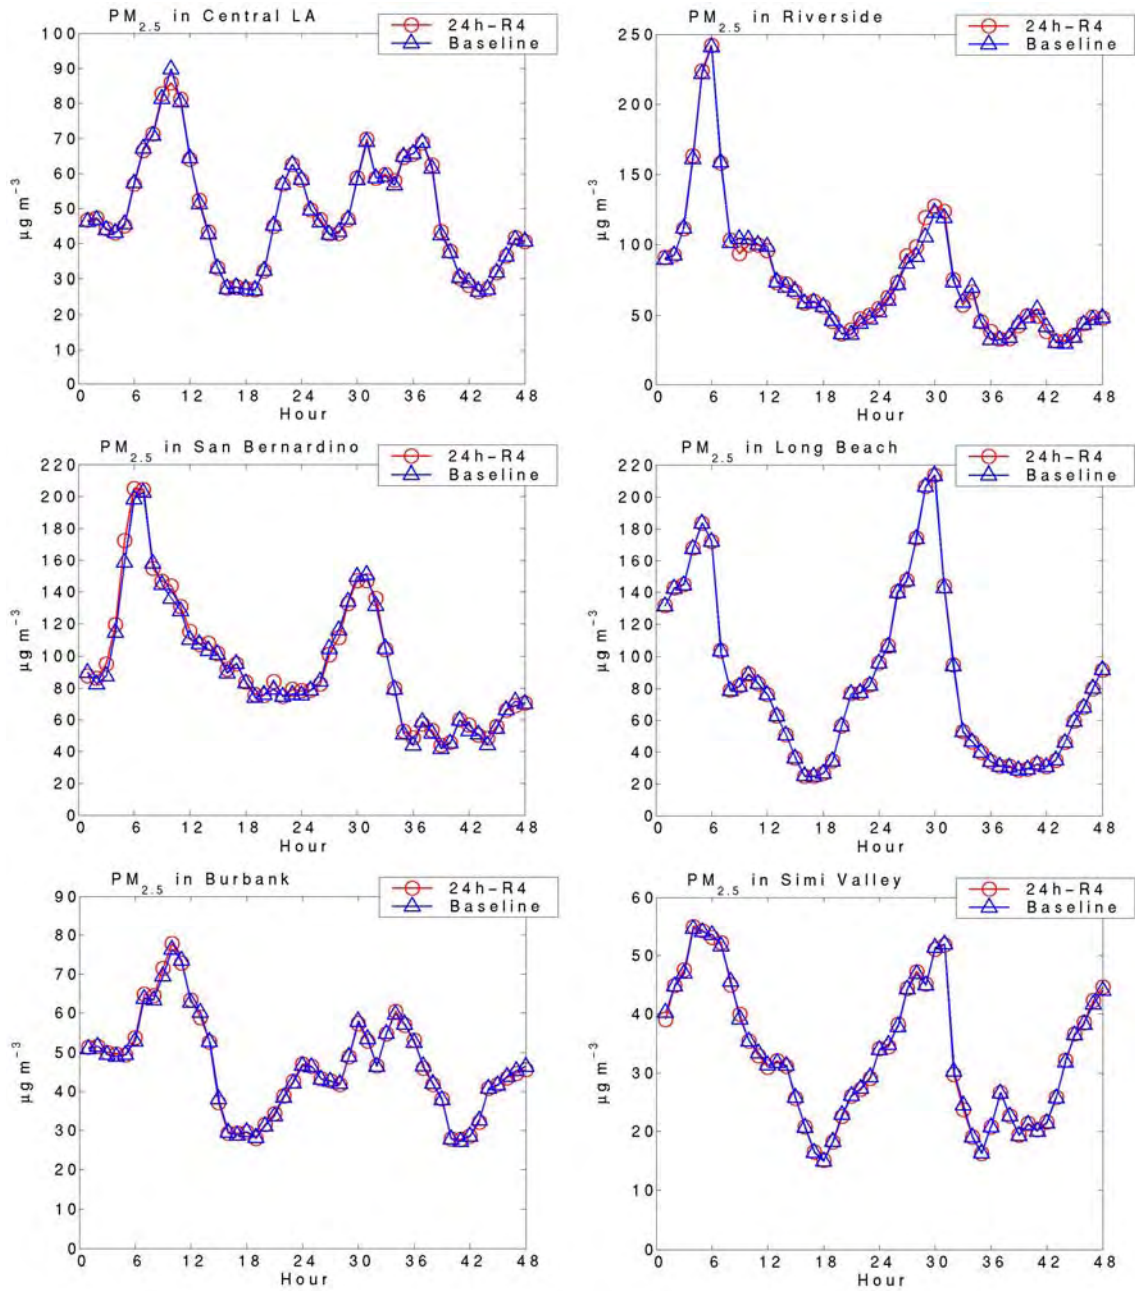 PM2.5 in Central LA
24h-R4
Baseline
100
90
80
70
60
50
40
30
20
10
0
µg m−3
0 6 12 18 24 30 36 42 48
Hour
PM2.5 in Riverside
24h-R4
Baseline
250
200
150
100
50
0
µg m−3
0 6 12 18 24 30 36 42 48
Hour
PM2.5 in San Bernardino
24h-R4
Baseline
220
200
180
160
140
120
100
80
60
40
20
0
µg m−3
0 6 12 18 24 30 36 42 48
Hour
PM2.5 in Long Beach
24h-R4
Baseline
220
200
180
160
140
120
100
80
60
40
20
0
µg m−3
0 6 12 18 24 30 36 42 48
Hour
PM2.5 in Burbank
24h-R4
Baseline
90
80
70
60
50
40
30
20
10
0
µg m−3
0 6 12 18 24 30 36 42 48
Hour
PM2.5 in Simi Valley
24h-R4
Baseline
60
50
40
30
20
10
0
µg m−3
0 6 12 18 24 30 36 42 48
Hour